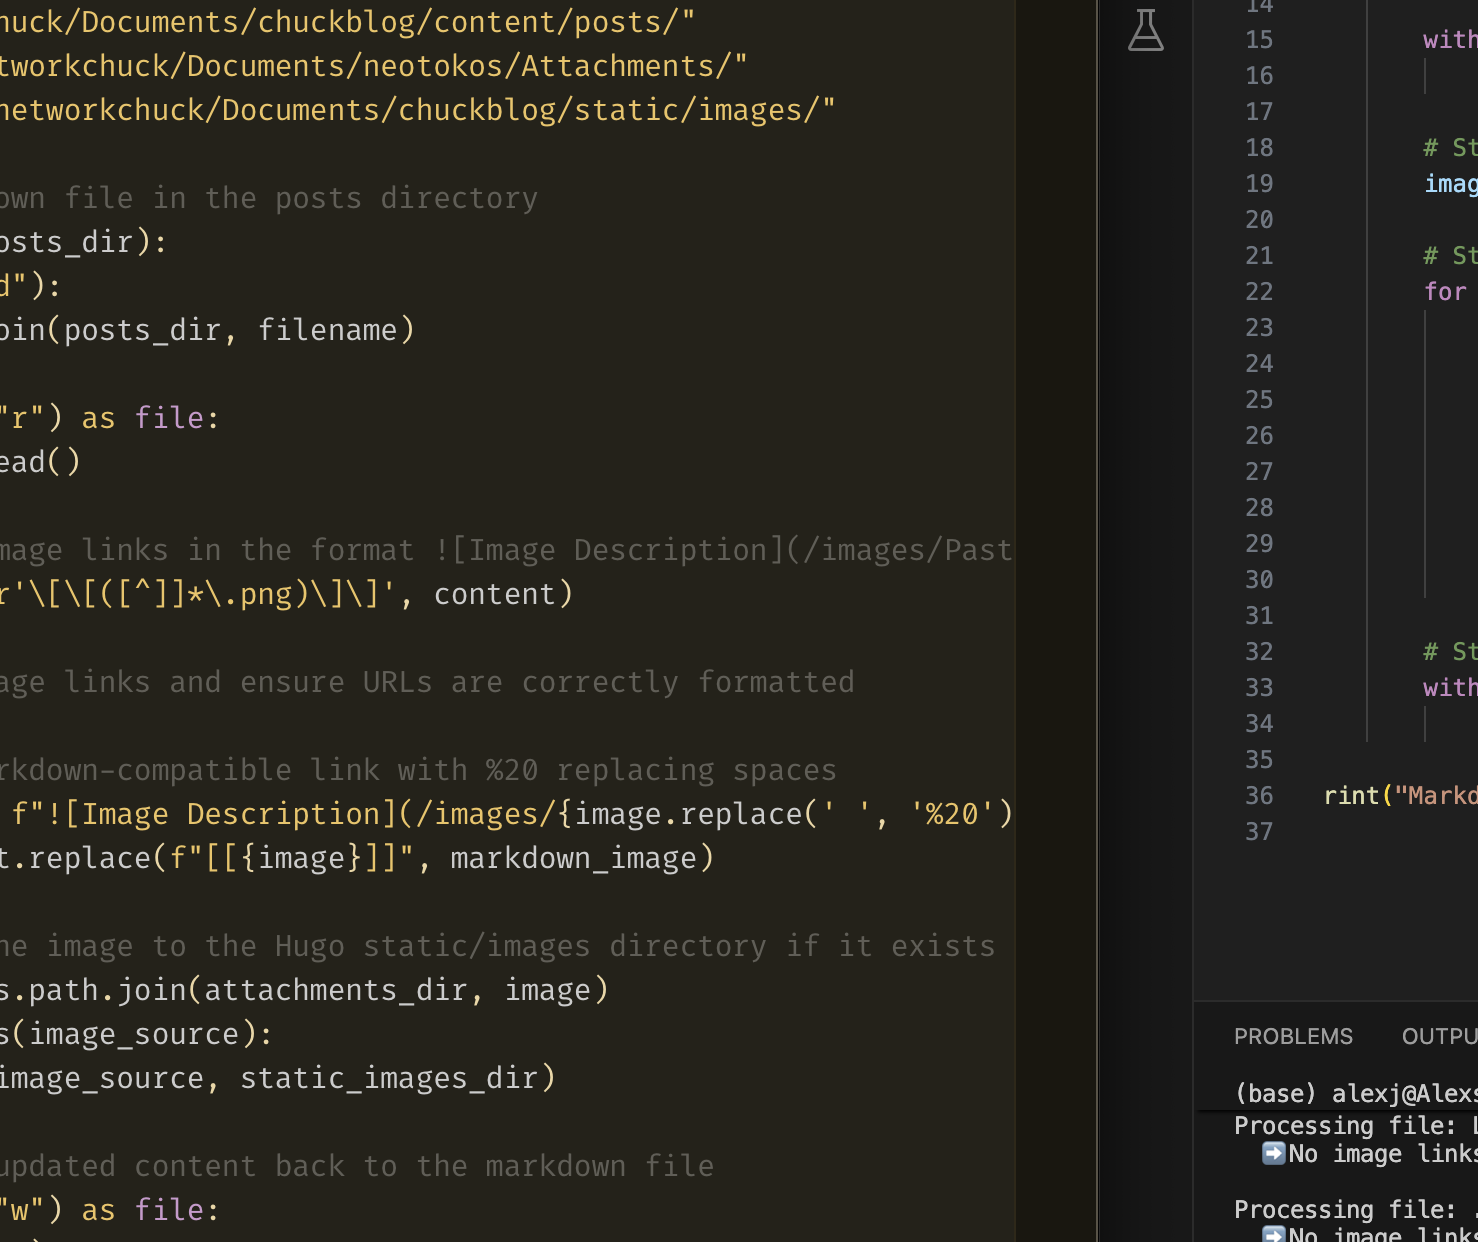 huck/Documents/chuckblog/content/posts/"
tworkchuck/Documents/neotokos/Attachments/"
networkchuck/Documents/chuckblog/static/images/"
own file in the posts directory
osts_dir):
d"):
oin(posts_dir, filename)
"r") as file:
ead()
mage links in the format ![Image Description](/images/Past
r'\[\[([^]]*\.png)\]\]', content)
age links and ensure URLs are correctly formatted
rkdown-compatible link with %20 replacing spaces
f"![Image Description](/images/{image.replace(' ', '%20')
t.replace(f"[[{image}]]", markdown_image)
he image to the Hugo static/images directory if it exists
s.path.join(attachments_dir, image)
s(image_source):
image_source, static_images_dir)
updated content back to the markdown file
"w") as file:
14
15 with
16
17
18 # St
19 imag
20
21 # St
22 for
23
24
25
26
27
28
29
30
31
32 # St
33 with
34
35
36 rint("Markd
37
PROBLEMS OUTPU
(base) alexj@Alexs
Processing file: L
➡️No image links
Processing file: .
➡️No image links